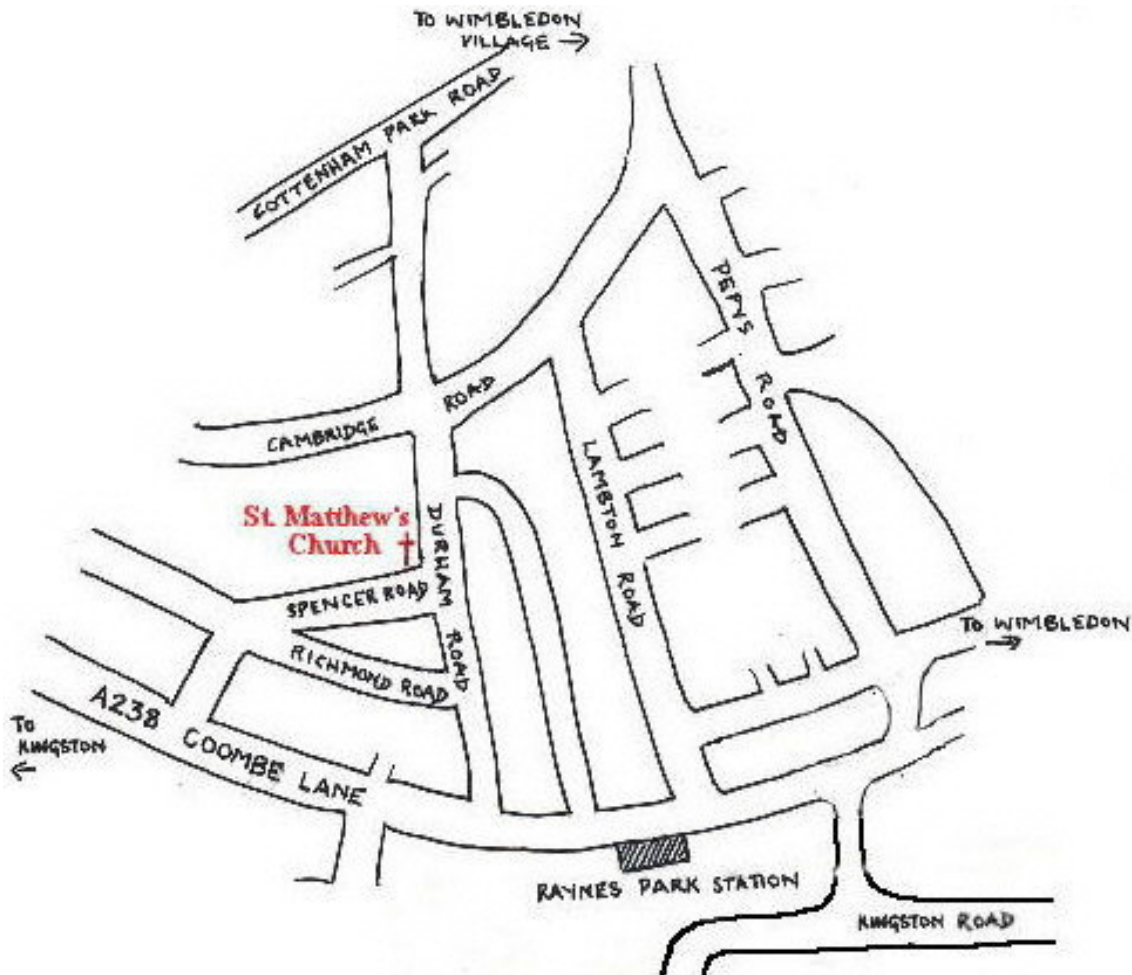 TO WIMBLEDON
VILLAGE →
COTTENHAM PARK ROAD
PEPYS ROAD
CAMBRIDGE ROAD
LAMBTON ROAD
St. Matthew's
Church
DURHAM ROAD
SPENCER ROAD
RICHMOND ROAD
TO WIMBLEDON
→
A238 COOMBE LANE
TO
KINGSTON
←
RAYNES PARK STATION
KINGSTON ROAD